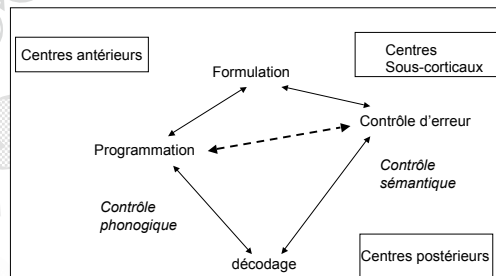 Centres antérieurs
Centres
Sous-corticaux
Formulation
Contrôle d'erreur
Programmation
Contrôle
sémantique
Contrôle
phonogique
décodage
Centres postérieurs